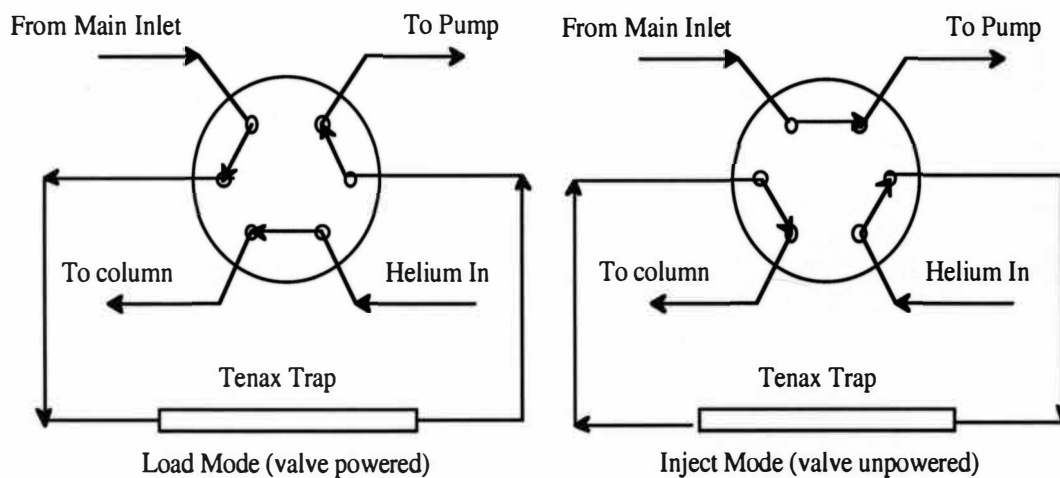 From Main Inlet
To Pump
To column
Helium In
Tenax Trap
Load Mode (valve powered)
From Main Inlet
To Pump
To column
Helium In
Tenax Trap
Inject Mode (valve unpowered)